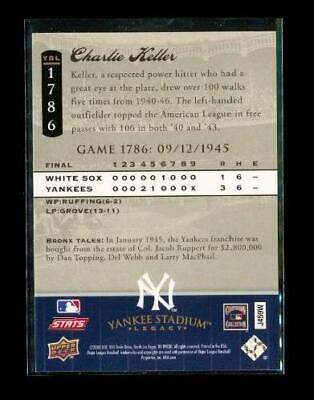 YSL
1786
Charlie Keller
Keller, a respected power hitter who had a
great eye at the plate, drew over 100 walks
five times from 1940-46. The left-handed
outfielder topped the American League in free
passes with 106 in both '40 and '43.
GAME 1786: 09/12/1945
FINAL 1 2 3 4 5 6 7 8 9 R H E
WHITE SOX 0 0 0 0 0 1 0 0 0 1 6 –
YANKEES 0 0 0 2 1 0 0 0 X 3 6 –
WP:RUFFING(6-2)
LP:GROVE(13-11)
BRONX TALES: In January 1945, the Yankees franchise was
bought from the estate of Col. Jacob Ruppert for $2,800,000
by Dan Topping, Del Webb and Larry MacPhail.
NY
STATS
YANKEE STADIUM
LEGACY
UPPER DECK
COOPERSTOWN COLLECTION
J459W